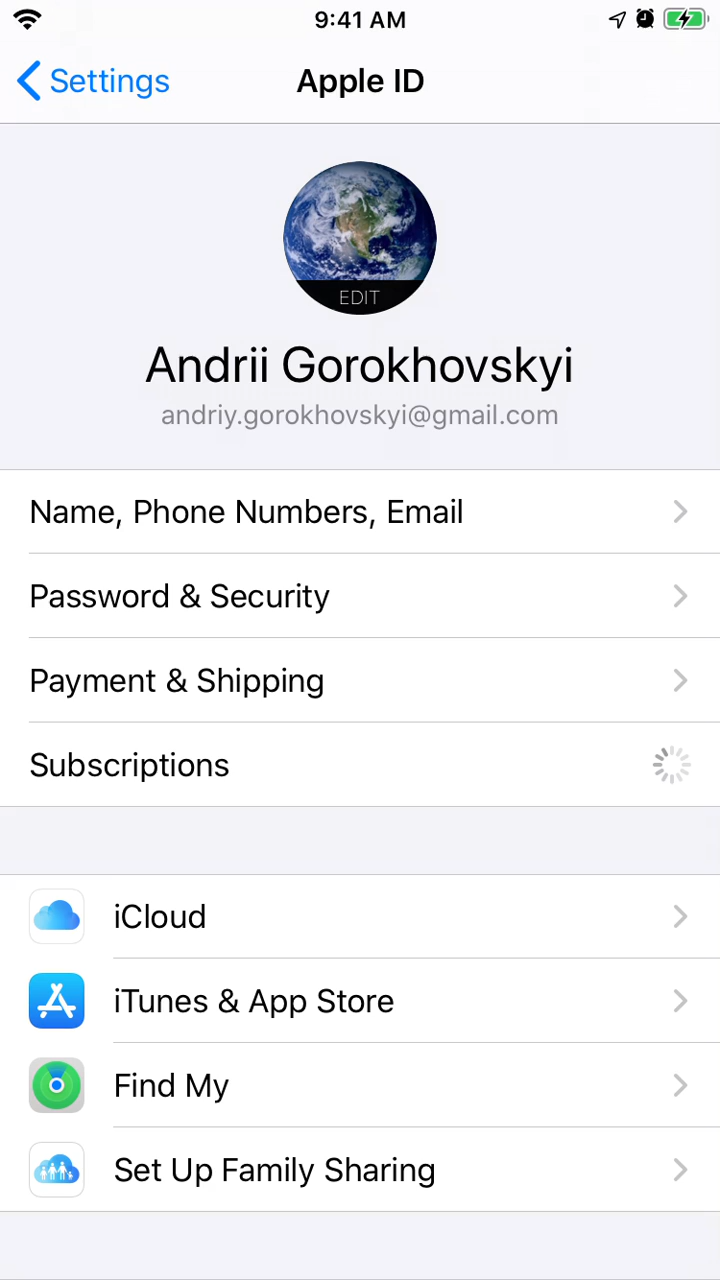 9:41 AM
Settings
Apple ID
EDIT
Andrii Gorokhovskyi
andriy.gorokhovskyi@gmail.com
Name, Phone Numbers, Email
Password & Security
Payment & Shipping
Subscriptions
iCloud
iTunes & App Store
Find My
Set Up Family Sharing